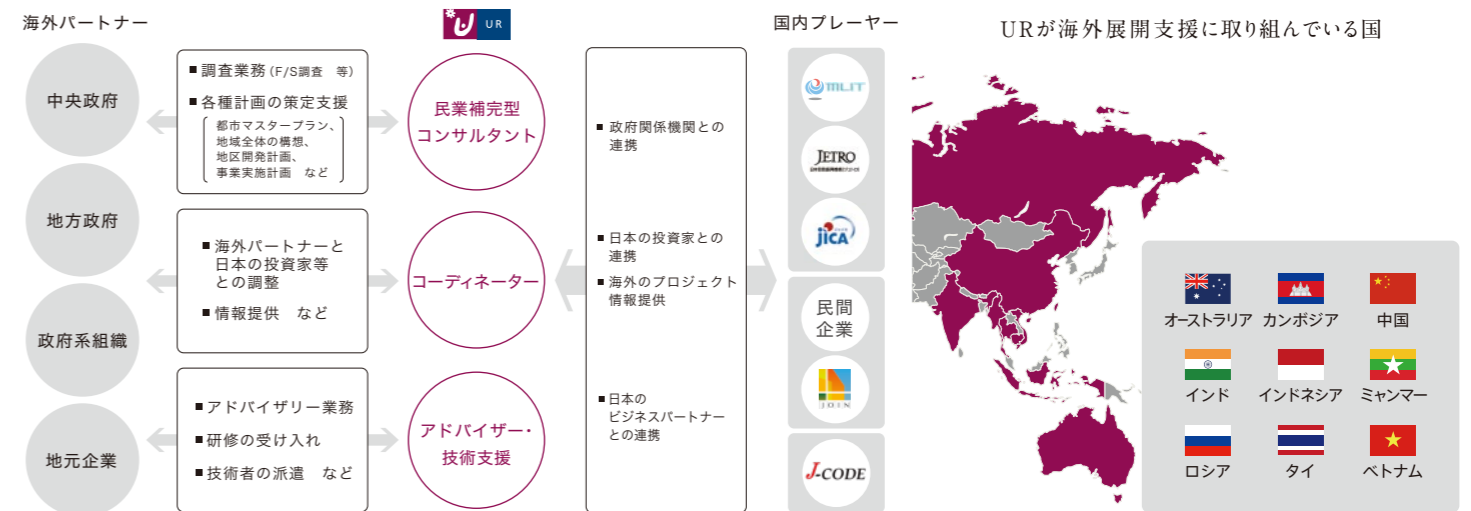 海外パートナー
中央政府
地方政府
政府系組織
地元企業
■調査業務(F/S調査 等)
■各種計画の策定支援
都市マスタープラン、
地域全体の構想、
地区開発計画、
事業実施計画 など
■海外パートナーと
日本の投資家等
との調整
■情報提供 など
■アドバイザリー業務
■研修の受け入れ
■技術者の派遣 など
UR
民業補完型
コンサルタント
コーディネーター
アドバイザー・
技術支援
■政府関係機関との
連携
■日本の投資家との
連携
■海外のプロジェクト
情報提供
■日本の
ビジネスパートナー
との連携
国内プレーヤー
MLIT
JETRO
JICA
民間
企業
JOIN
J-CODE
URが海外展開支援に取り組んでいる国
オーストラリア カンボジア 中国
インド インドネシア ミャンマー
ロシア タイ ベトナム